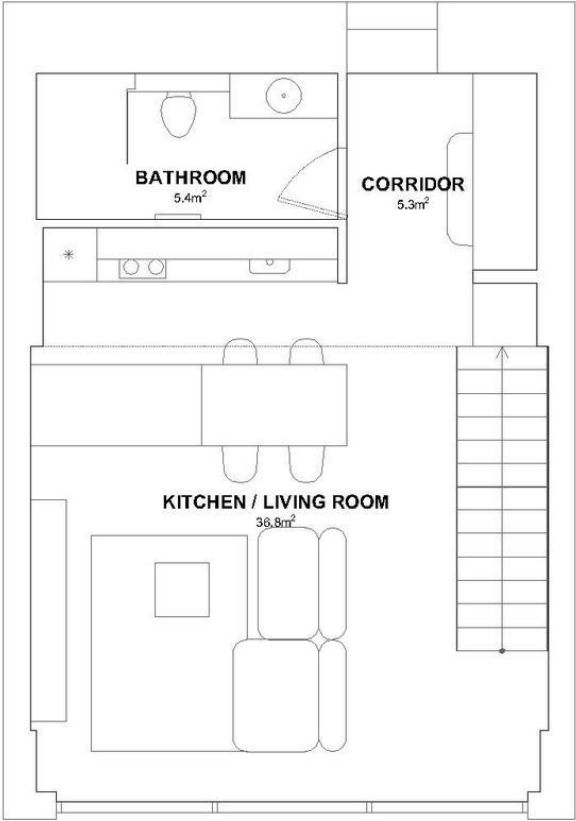 BATHROOM
5.4m²
CORRIDOR
5.3m²
KITCHEN / LIVING ROOM
36.8m²